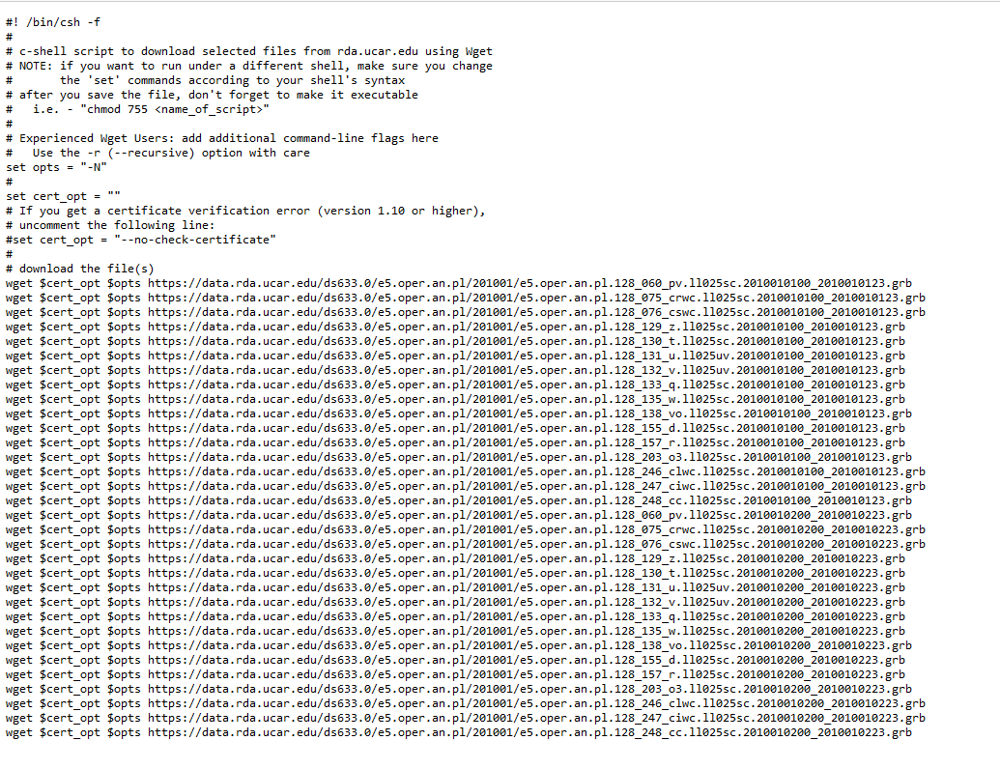 #! /bin/csh -f
#
# c-shell script to download selected files from rda.ucar.edu using Wget
# NOTE: if you want to run under a different shell, make sure you change
#       the 'set' commands according to your shell's syntax
# after you save the file, don't forget to make it executable
#   i.e. - "chmod 755 <name_of_script>"
#
# Experienced Wget Users: add additional command-line flags here
#   Use the -r (--recursive) option with care
set opts = "-N"
#
set cert_opt = ""
# If you get a certificate verification error (version 1.10 or higher),
# uncomment the following line:
#set cert_opt = "--no-check-certificate"
#
# download the file(s)
wget $cert_opt $opts https://data.rda.ucar.edu/ds633.0/e5.oper.an.pl/201001/e5.oper.an.pl.128_060_pv.ll025sc.2010010100_2010010123.grb
wget $cert_opt $opts https://data.rda.ucar.edu/ds633.0/e5.oper.an.pl/201001/e5.oper.an.pl.128_075_crwc.ll025sc.2010010100_2010010123.grb
wget $cert_opt $opts https://data.rda.ucar.edu/ds633.0/e5.oper.an.pl/201001/e5.oper.an.pl.128_076_cswc.ll025sc.2010010100_2010010123.grb
wget $cert_opt $opts https://data.rda.ucar.edu/ds633.0/e5.oper.an.pl/201001/e5.oper.an.pl.128_129_z.ll025sc.2010010100_2010010123.grb
wget $cert_opt $opts https://data.rda.ucar.edu/ds633.0/e5.oper.an.pl/201001/e5.oper.an.pl.128_130_t.ll025sc.2010010100_2010010123.grb
wget $cert_opt $opts https://data.rda.ucar.edu/ds633.0/e5.oper.an.pl/201001/e5.oper.an.pl.128_131_u.ll025uv.2010010100_2010010123.grb
wget $cert_opt $opts https://data.rda.ucar.edu/ds633.0/e5.oper.an.pl/201001/e5.oper.an.pl.128_132_v.ll025uv.2010010100_2010010123.grb
wget $cert_opt $opts https://data.rda.ucar.edu/ds633.0/e5.oper.an.pl/201001/e5.oper.an.pl.128_133_q.ll025sc.2010010100_2010010123.grb
wget $cert_opt $opts https://data.rda.ucar.edu/ds633.0/e5.oper.an.pl/201001/e5.oper.an.pl.128_135_w.ll025sc.2010010100_2010010123.grb
wget $cert_opt $opts https://data.rda.ucar.edu/ds633.0/e5.oper.an.pl/201001/e5.oper.an.pl.128_138_vo.ll025sc.2010010100_2010010123.grb
wget $cert_opt $opts https://data.rda.ucar.edu/ds633.0/e5.oper.an.pl/201001/e5.oper.an.pl.128_155_d.ll025sc.2010010100_2010010123.grb
wget $cert_opt $opts https://data.rda.ucar.edu/ds633.0/e5.oper.an.pl/201001/e5.oper.an.pl.128_157_r.ll025sc.2010010100_2010010123.grb
wget $cert_opt $opts https://data.rda.ucar.edu/ds633.0/e5.oper.an.pl/201001/e5.oper.an.pl.128_203_o3.ll025sc.2010010100_2010010123.grb
wget $cert_opt $opts https://data.rda.ucar.edu/ds633.0/e5.oper.an.pl/201001/e5.oper.an.pl.128_246_clwc.ll025sc.2010010100_2010010123.grb
wget $cert_opt $opts https://data.rda.ucar.edu/ds633.0/e5.oper.an.pl/201001/e5.oper.an.pl.128_247_ciwc.ll025sc.2010010100_2010010123.grb
wget $cert_opt $opts https://data.rda.ucar.edu/ds633.0/e5.oper.an.pl/201001/e5.oper.an.pl.128_248_cc.ll025sc.2010010100_2010010123.grb
wget $cert_opt $opts https://data.rda.ucar.edu/ds633.0/e5.oper.an.pl/201001/e5.oper.an.pl.128_060_pv.ll025sc.2010010200_2010010223.grb
wget $cert_opt $opts https://data.rda.ucar.edu/ds633.0/e5.oper.an.pl/201001/e5.oper.an.pl.128_075_crwc.ll025sc.2010010200_2010010223.grb
wget $cert_opt $opts https://data.rda.ucar.edu/ds633.0/e5.oper.an.pl/201001/e5.oper.an.pl.128_076_cswc.ll025sc.2010010200_2010010223.grb
wget $cert_opt $opts https://data.rda.ucar.edu/ds633.0/e5.oper.an.pl/201001/e5.oper.an.pl.128_129_z.ll025sc.2010010200_2010010223.grb
wget $cert_opt $opts https://data.rda.ucar.edu/ds633.0/e5.oper.an.pl/201001/e5.oper.an.pl.128_130_t.ll025sc.2010010200_2010010223.grb
wget $cert_opt $opts https://data.rda.ucar.edu/ds633.0/e5.oper.an.pl/201001/e5.oper.an.pl.128_131_u.ll025uv.2010010200_2010010223.grb
wget $cert_opt $opts https://data.rda.ucar.edu/ds633.0/e5.oper.an.pl/201001/e5.oper.an.pl.128_132_v.ll025uv.2010010200_2010010223.grb
wget $cert_opt $opts https://data.rda.ucar.edu/ds633.0/e5.oper.an.pl/201001/e5.oper.an.pl.128_133_q.ll025sc.2010010200_2010010223.grb
wget $cert_opt $opts https://data.rda.ucar.edu/ds633.0/e5.oper.an.pl/201001/e5.oper.an.pl.128_135_w.ll025sc.2010010200_2010010223.grb
wget $cert_opt $opts https://data.rda.ucar.edu/ds633.0/e5.oper.an.pl/201001/e5.oper.an.pl.128_138_vo.ll025sc.2010010200_2010010223.grb
wget $cert_opt $opts https://data.rda.ucar.edu/ds633.0/e5.oper.an.pl/201001/e5.oper.an.pl.128_155_d.ll025sc.2010010200_2010010223.grb
wget $cert_opt $opts https://data.rda.ucar.edu/ds633.0/e5.oper.an.pl/201001/e5.oper.an.pl.128_157_r.ll025sc.2010010200_2010010223.grb
wget $cert_opt $opts https://data.rda.ucar.edu/ds633.0/e5.oper.an.pl/201001/e5.oper.an.pl.128_203_o3.ll025sc.2010010200_2010010223.grb
wget $cert_opt $opts https://data.rda.ucar.edu/ds633.0/e5.oper.an.pl/201001/e5.oper.an.pl.128_246_clwc.ll025sc.2010010200_2010010223.grb
wget $cert_opt $opts https://data.rda.ucar.edu/ds633.0/e5.oper.an.pl/201001/e5.oper.an.pl.128_247_ciwc.ll025sc.2010010200_2010010223.grb
wget $cert_opt $opts https://data.rda.ucar.edu/ds633.0/e5.oper.an.pl/201001/e5.oper.an.pl.128_248_cc.ll025sc.2010010200_2010010223.grb